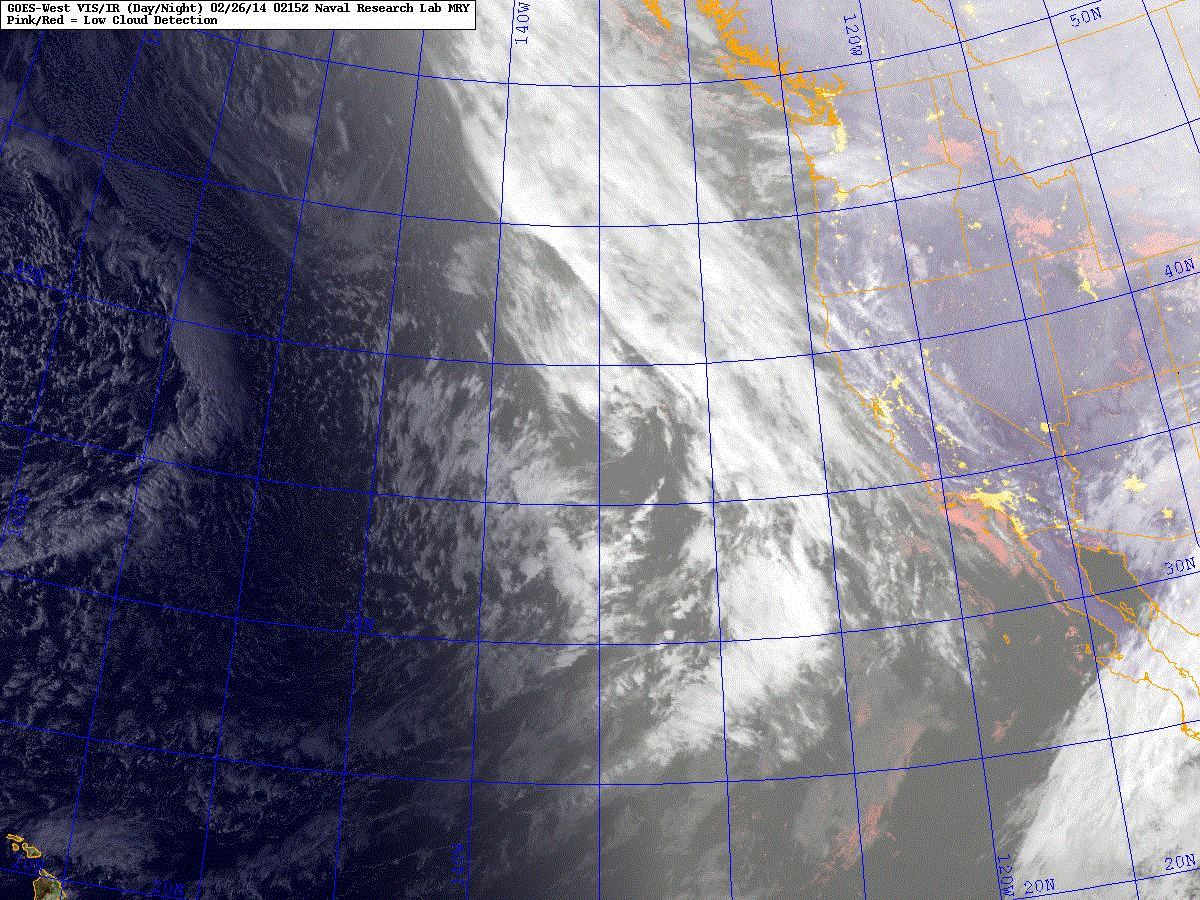 GOES-West VIS/IR (Day/Night) 02/26/14 0215Z Naval Research Lab MRY
Pink/Red = Low Cloud Detection
140W
120W
50N
40N
30N
20N
120W
20N
20N